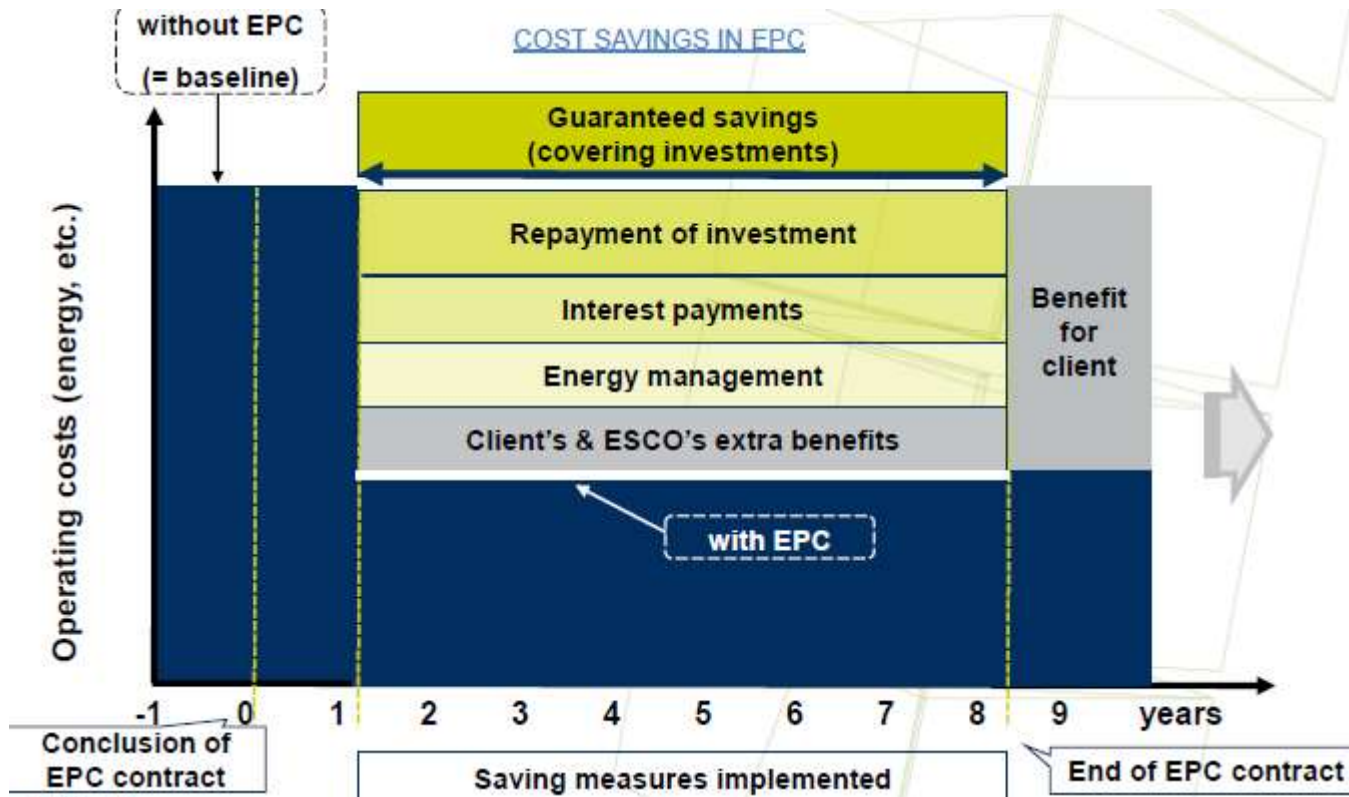 without EPC
(= baseline)
COST SAVINGS IN EPC
Guaranteed savings
(covering investments)
Repayment of investment
Interest payments
Energy management
Client's & ESCO's extra benefits
Benefit
for
client
with EPC
Operating costs (energy, etc.)
-1 0 1 2 3 4 5 6 7 8 9 years
Conclusion of
EPC contract
Saving measures implemented
End of EPC contract